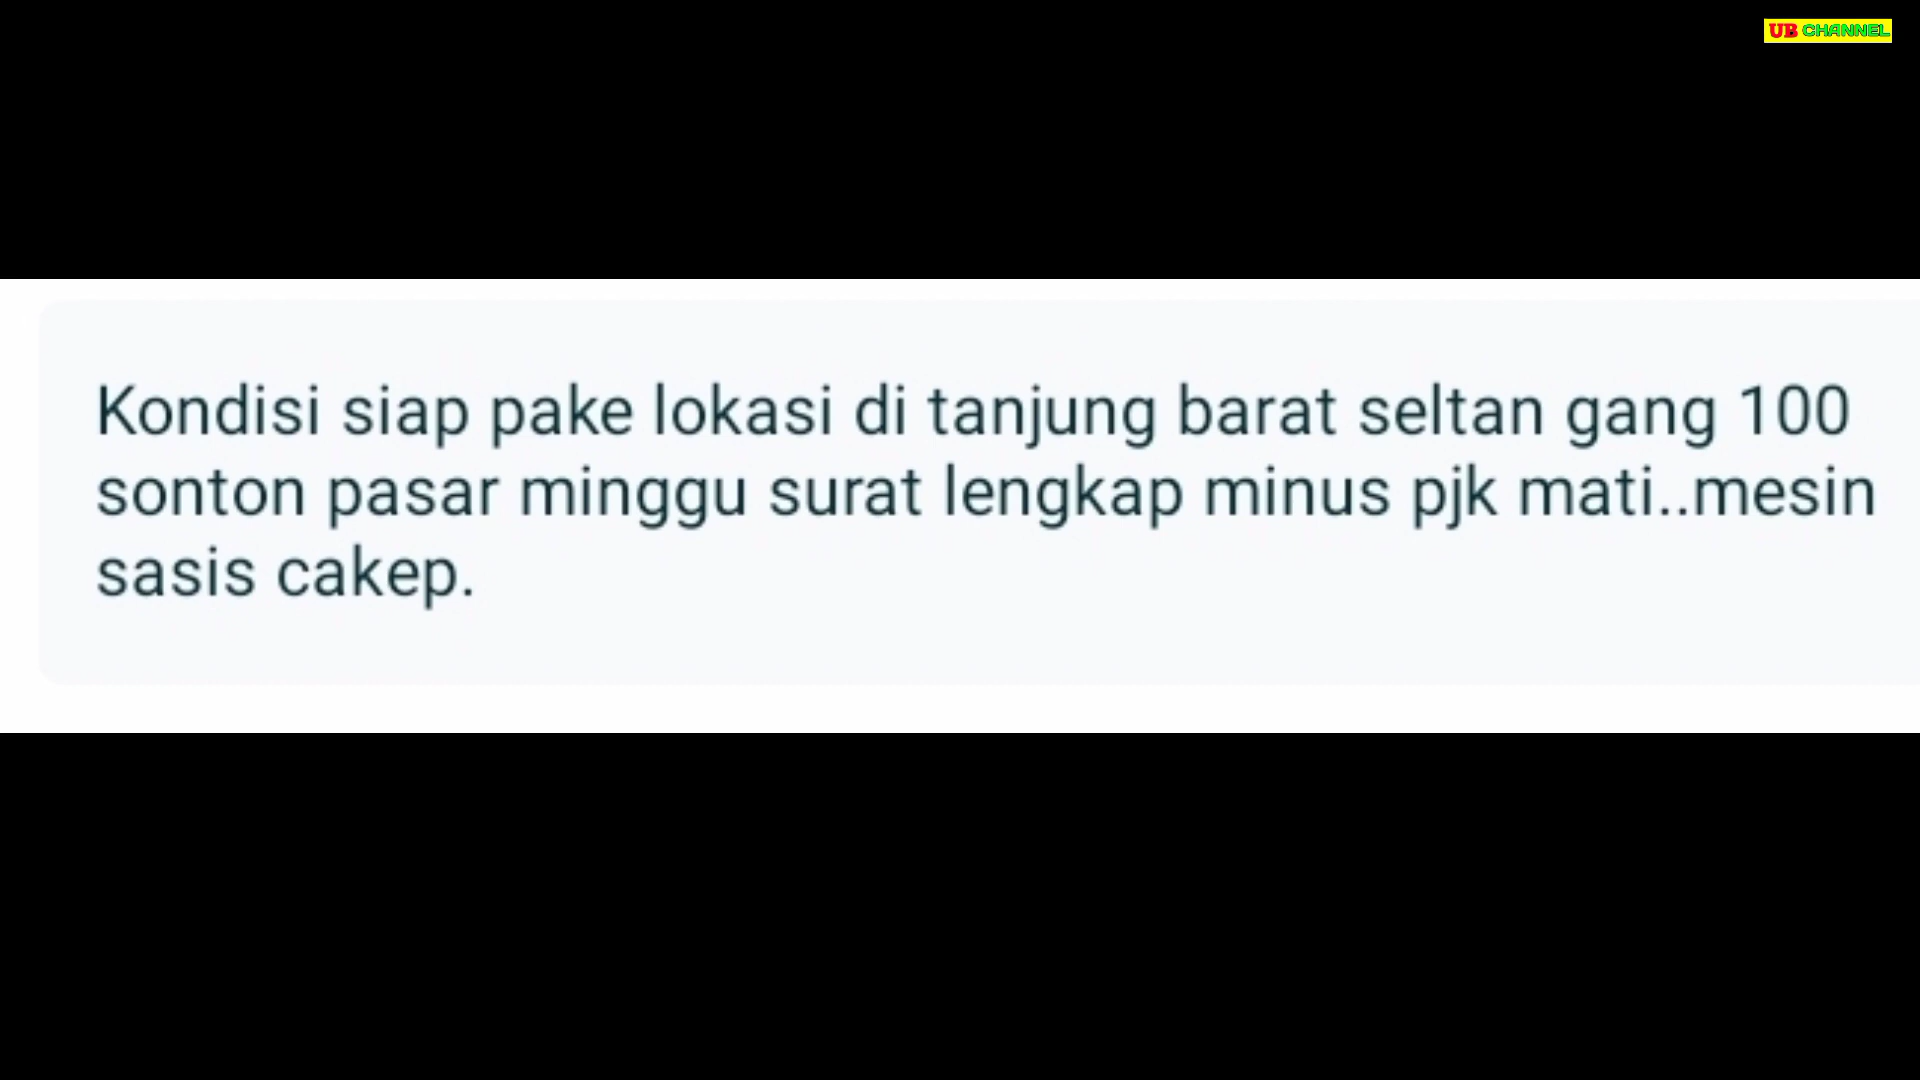 UB CHANNEL
Kondisi siap pake lokasi di tanjung barat seltan gang 100
sonton pasar minggu surat lengkap minus pjk mati..mesin
sasis cakep.